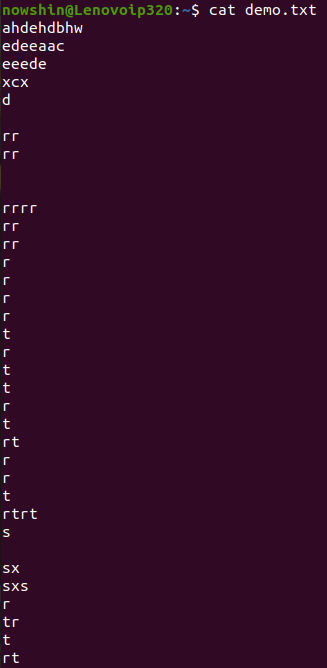 nowshin@Lenovoip320:~$ cat demo.txt
ahdehdbhw
edeeaac
eeede
xcx
d
rr
rr
rrrr
rr
rr
r
r
r
r
t
r
t
t
r
t
rt
r
r
t
rtrt
s
sx
sxs
r
tr
t
rt